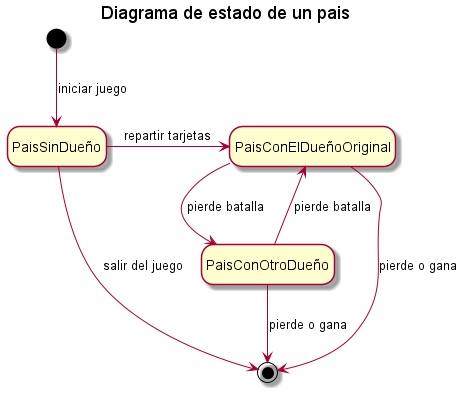 Diagrama de estado de un pais
iniciar juego
PaisSinDueño
repartir tarjetas
PaisConElDueñoOriginal
pierde batalla
pierde batalla
salir del juego
PaisConOtroDueño
pierde o gana
pierde o gana